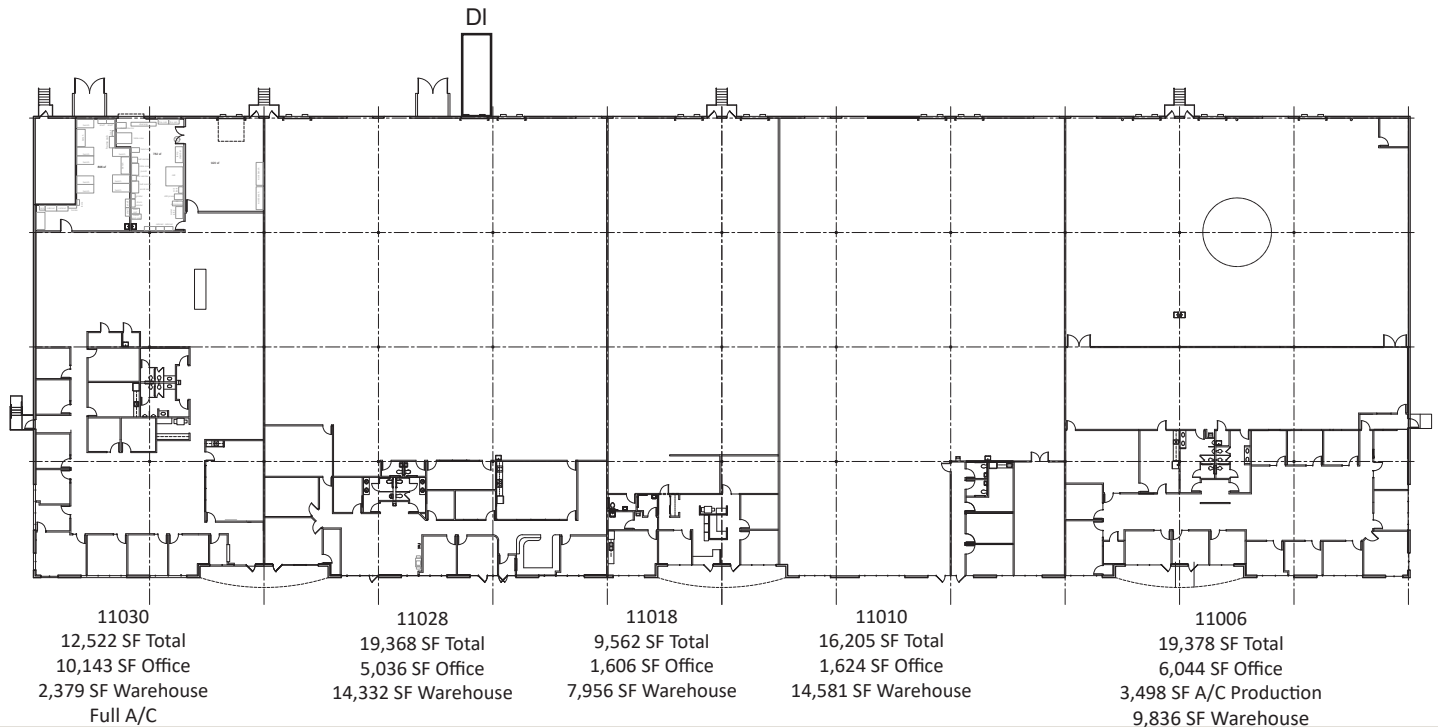 DI
11030
12,522 SF Total
10,143 SF Office
2,379 SF Warehouse
Full A/C
11028
19,368 SF Total
5,036 SF Office
14,332 SF Warehouse
11018
9,562 SF Total
1,606 SF Office
7,956 SF Warehouse
11010
16,205 SF Total
1,624 SF Office
14,581 SF Warehouse
11006
19,378 SF Total
6,044 SF Office
3,498 SF A/C Production
9,836 SF Warehouse